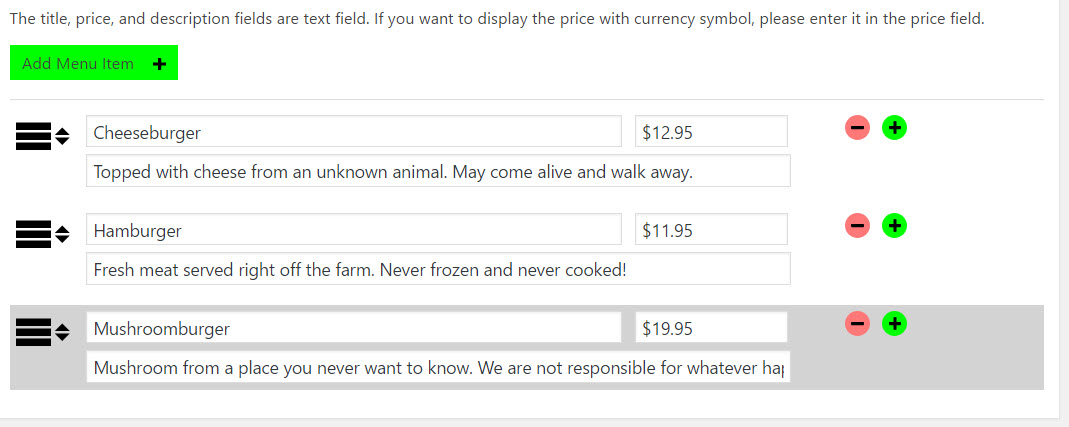 The title, price, and description fields are text field. If you want to display the price with currency symbol, please enter it in the price field.
Add Menu Item
Cheeseburger $12.95
Topped with cheese from an unknown animal. May come alive and walk away.
Hamburger $11.95
Fresh meat served right off the farm. Never frozen and never cooked!
Mushroomburger $19.95
Mushroom from a place you never want to know. We are not responsible for whatever